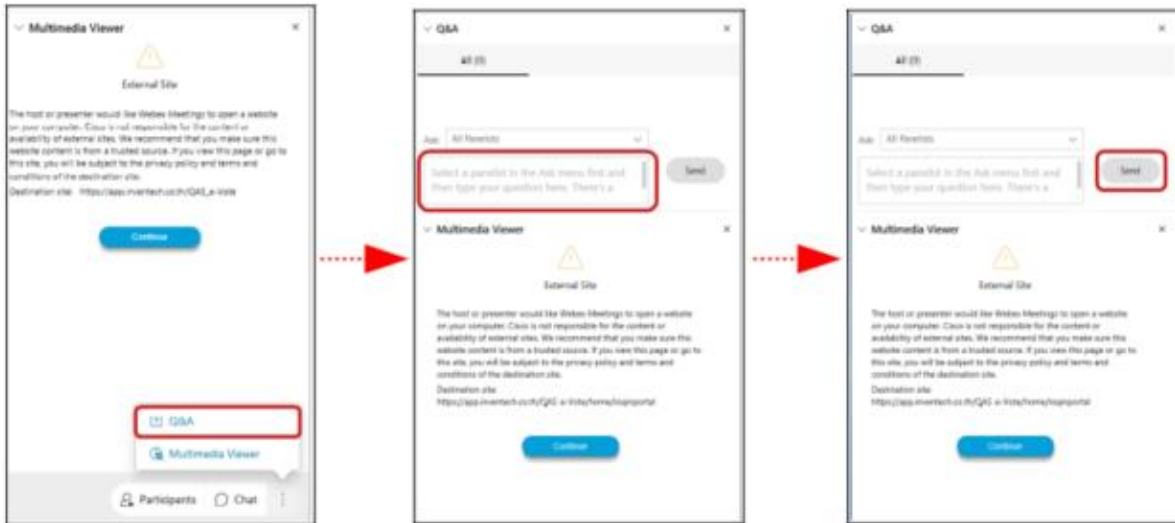 Multimedia Viewer
External Site
The host or presenter would like Webex Meetings to open a website
on your computer. Cisco is not responsible for the content or
availability of external sites. We recommend that you make sure this
website content is from a trusted source. If you view this page or go to
this site, you will be subject to the privacy policy and terms and
conditions of the destination site.
Destination site: https://app.inventech.co.th/QAS_e-Vote
Continue
Q&A
Multimedia Viewer
Participants
Chat
Q&A
All (1)
Ask: All Panelists
Select a panelist in the Ask menu first and
then type your question here. There's a
Send
Multimedia Viewer
External Site
The host or presenter would like Webex Meetings to open a website
on your computer. Cisco is not responsible for the content or
availability of external sites. We recommend that you make sure this
website content is from a trusted source. If you view this page or go to
this site, you will be subject to the privacy policy and terms and
conditions of the destination site.
Destination site:
Continue
Q&A
All (1)
Ask: All Panelists
Select a panelist in the Ask menu first and
then type your question here. There's a
Send
Multimedia Viewer
External Site
The host or presenter would like Webex Meetings to open a website
on your computer. Cisco is not responsible for the content or
availability of external sites. We recommend that you make sure this
website content is from a trusted source. If you view this page or go to
this site, you will be subject to the privacy policy and terms and
conditions of the destination site.
Destination site:
Continue